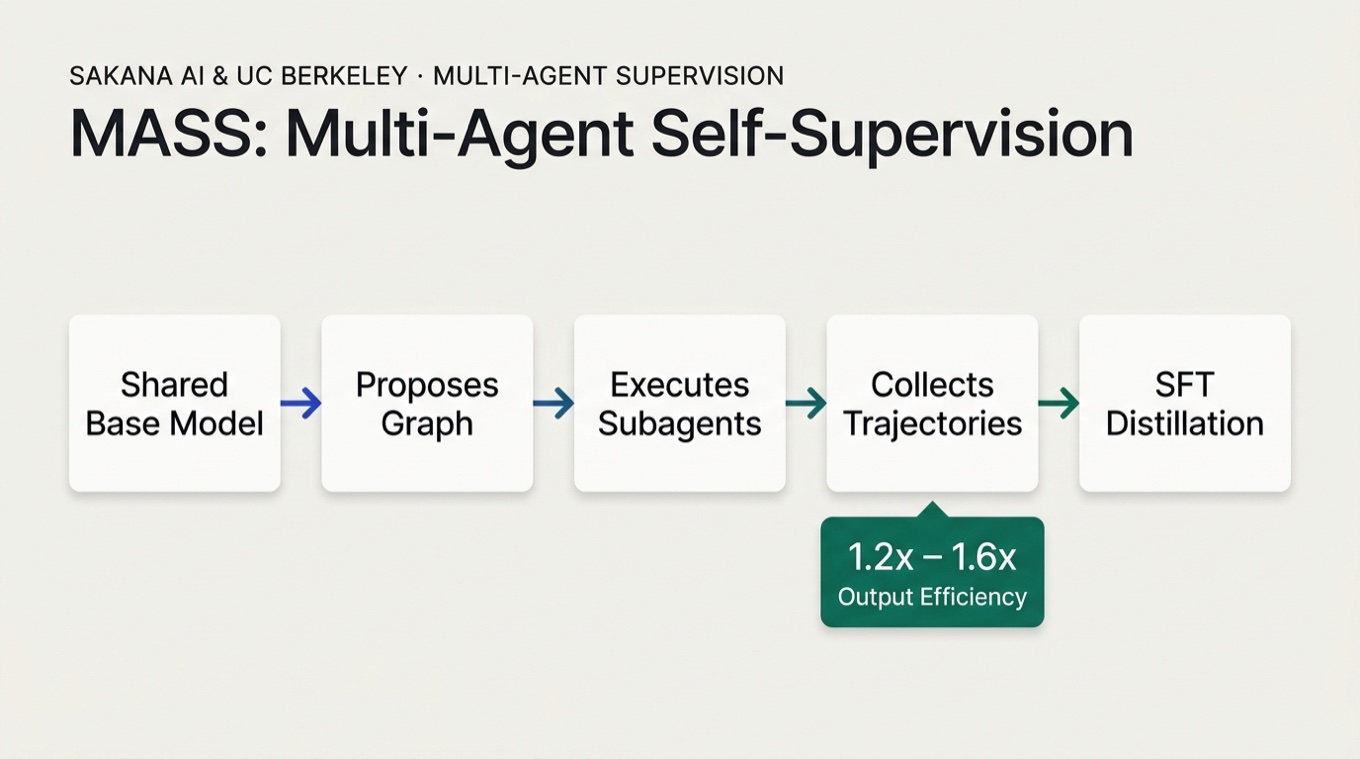 SAKANA AI & UC BERKELEY · MULTI-AGENT SUPERVISION
MASS: Multi-Agent Self-Supervision
Shared
Base Model
Proposes
Graph
Executes
Subagents
Collects
Trajectories
SFT
Distillation
1.2x – 1.6x
Output Efficiency